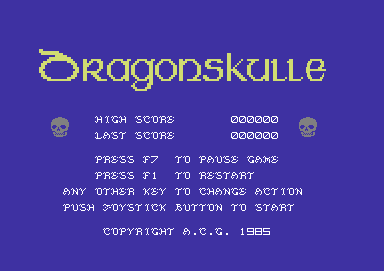 Dragonskulle
HIGH SCORE 000000
LAST SCORE 000000
PRESS F7 TO PAUSE GAME
PRESS F1 TO RESTART
ANY OTHER KEY TO CHANGE ACTION
PUSH JOYSTICK BUTTON TO START
COPYRIGHT A.C.G. 1985